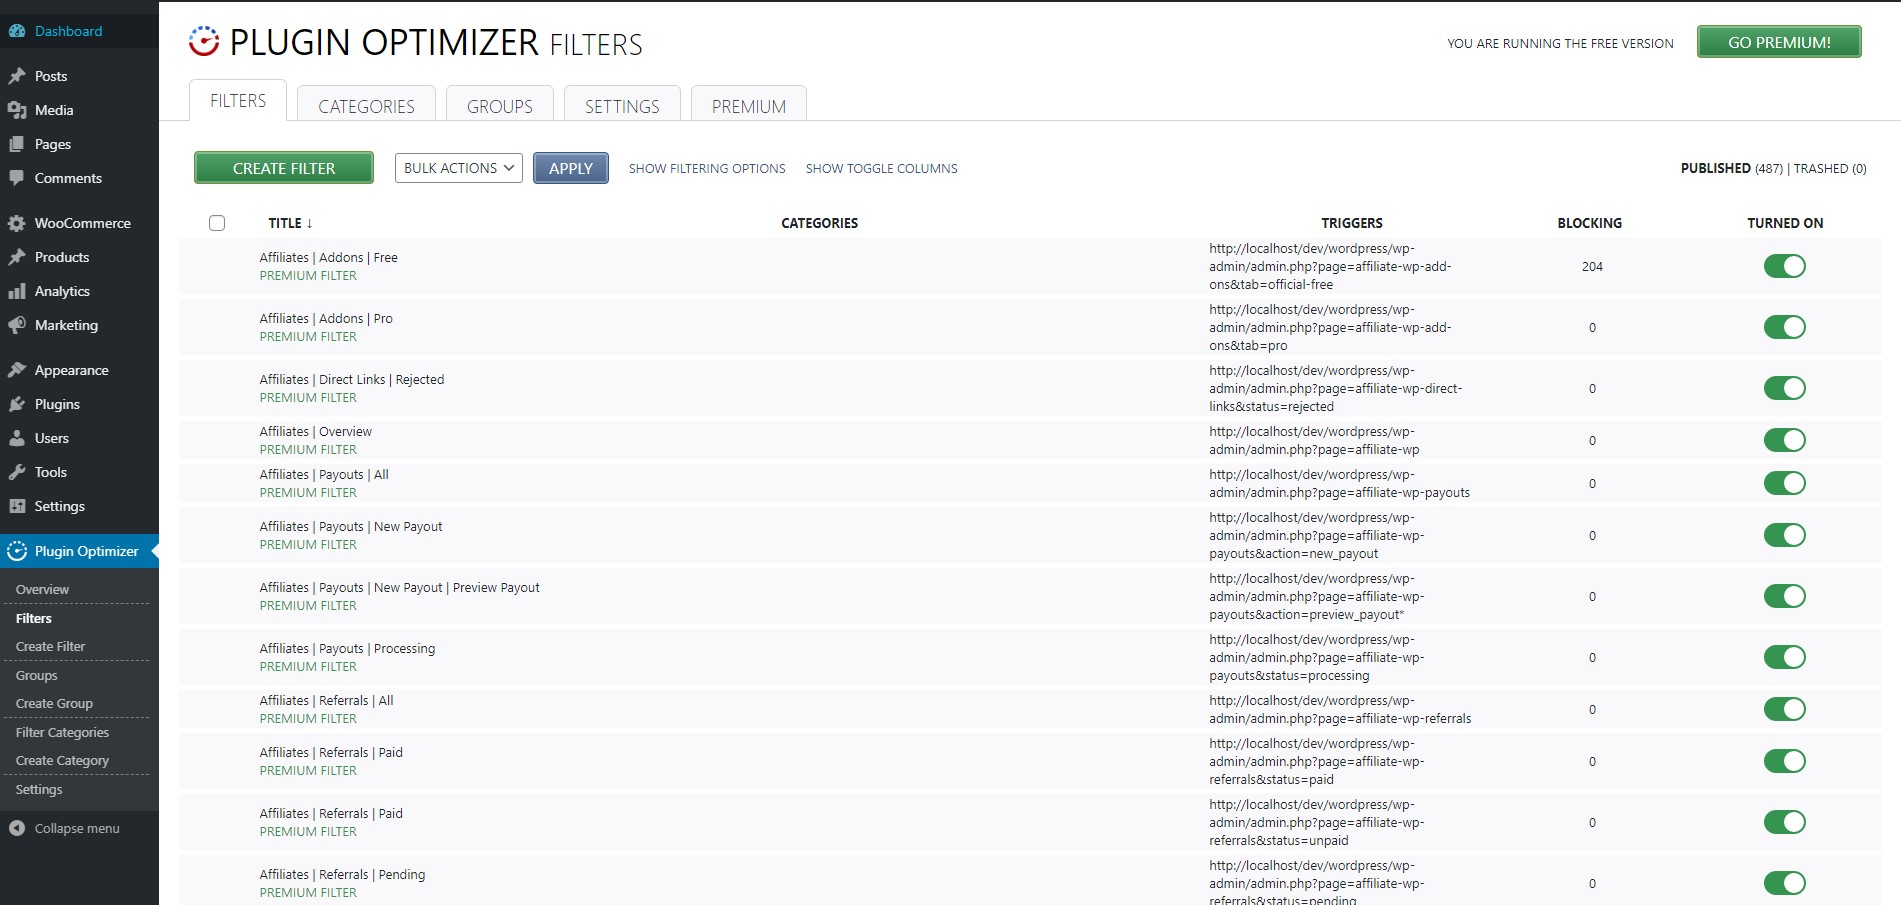 Dashboard
Posts
Media
Pages
Comments
WooCommerce
Products
Analytics
Marketing
Appearance
Plugins
Users
Tools
Settings
Plugin Optimizer
Overview
Filters
Create Filter
Groups
Create Group
Filter Categories
Create Category
Settings
Collapse menu
PLUGIN OPTIMIZER FILTERS
YOU ARE RUNNING THE FREE VERSION
GO PREMIUM!
FILTERS
CATEGORIES
GROUPS
SETTINGS
PREMIUM
CREATE FILTER
BULK ACTIONS
APPLY
SHOW FILTERING OPTIONS
SHOW TOGGLE COLUMNS
PUBLISHED (487) | TRASHED (0)
TITLE ↓
CATEGORIES
TRIGGERS
BLOCKING
TURNED ON
Affiliates | Addons | Free
PREMIUM FILTER
http://localhost/dev/wordpress/wp-
admin/admin.php?page=affiliate-wp-add-
ons&tab=official-free
204
Affiliates | Addons | Pro
PREMIUM FILTER
http://localhost/dev/wordpress/wp-
admin/admin.php?page=affiliate-wp-add-
ons&tab=pro
0
Affiliates | Direct Links | Rejected
PREMIUM FILTER
http://localhost/dev/wordpress/wp-
admin/admin.php?page=affiliate-wp-direct-
links&status=rejected
0
Affiliates | Overview
PREMIUM FILTER
http://localhost/dev/wordpress/wp-
admin/admin.php?page=affiliate-wp
0
Affiliates | Payouts | All
PREMIUM FILTER
http://localhost/dev/wordpress/wp-
admin/admin.php?page=affiliate-wp-payouts
0
Affiliates | Payouts | New Payout
PREMIUM FILTER
http://localhost/dev/wordpress/wp-
admin/admin.php?page=affiliate-wp-
payouts&action=new_payout
0
Affiliates | Payouts | New Payout | Preview Payout
PREMIUM FILTER
http://localhost/dev/wordpress/wp-
admin/admin.php?page=affiliate-wp-
payouts&action=preview_payout*
0
Affiliates | Payouts | Processing
PREMIUM FILTER
http://localhost/dev/wordpress/wp-
admin/admin.php?page=affiliate-wp-
payouts&status=processing
0
Affiliates | Referrals | All
PREMIUM FILTER
http://localhost/dev/wordpress/wp-
admin/admin.php?page=affiliate-wp-referrals
0
Affiliates | Referrals | Paid
PREMIUM FILTER
http://localhost/dev/wordpress/wp-
admin/admin.php?page=affiliate-wp-
referrals&status=paid
0
Affiliates | Referrals | Paid
PREMIUM FILTER
http://localhost/dev/wordpress/wp-
admin/admin.php?page=affiliate-wp-
referrals&status=unpaid
0
Affiliates | Referrals | Pending
PREMIUM FILTER
http://localhost/dev/wordpress/wp-
admin/admin.php?page=affiliate-wp-
referrals&status=pending
0